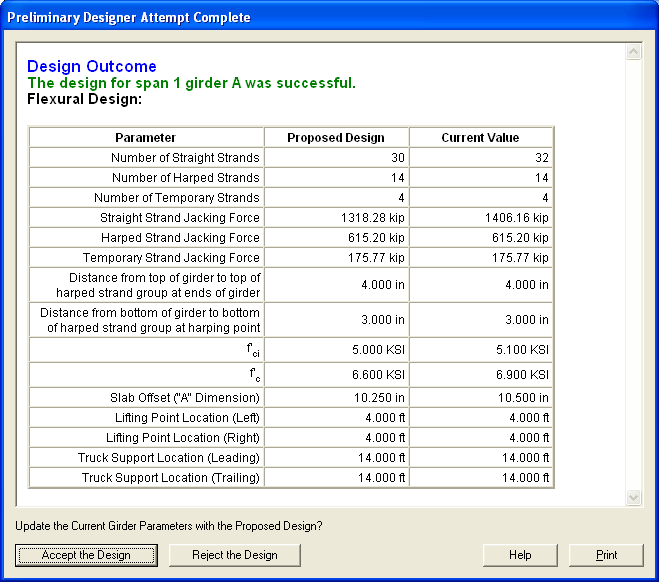 Preliminary Designer Attempt Complete
Design Outcome
The design for span 1 girder A was successful.
Flexural Design:
Parameter Proposed Design Current Value
Number of Straight Strands 30 32
Number of Harped Strands 14 14
Number of Temporary Strands 4 4
Straight Strand Jacking Force 1318.28 kip 1406.16 kip
Harped Strand Jacking Force 615.20 kip 615.20 kip
Temporary Strand Jacking Force 175.77 kip 175.77 kip
Distance from top of girder to top of
harped strand group at ends of girder 4.000 in 4.000 in
Distance from bottom of girder to bottom
of harped strand group at harping point 3.000 in 3.000 in
f'ci 5.000 KSI 5.100 KSI
f'c 6.600 KSI 6.900 KSI
Slab Offset ("A" Dimension) 10.250 in 10.500 in
Lifting Point Location (Left) 4.000 ft 4.000 ft
Lifting Point Location (Right) 4.000 ft 4.000 ft
Truck Support Location (Leading) 14.000 ft 14.000 ft
Truck Support Location (Trailing) 14.000 ft 14.000 ft
Update the Current Girder Parameters with the Proposed Design?
Accept the Design Reject the Design Help Print